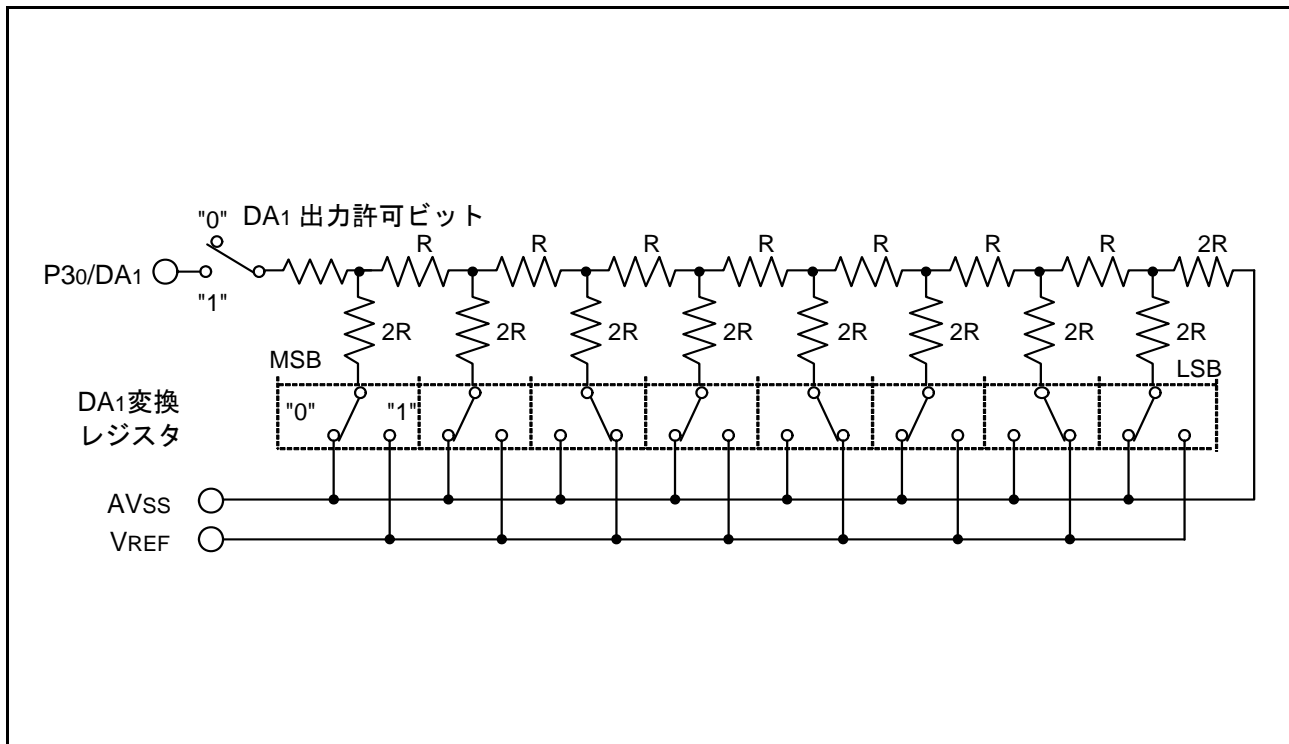 "0" DA1 出力許可ビット
P30/DA1
"1"
R R R R R R R 2R
2R 2R 2R 2R 2R 2R 2R 2R
MSB LSB
DA1変換
レジスタ
"0" "1"
AVSS
VREF